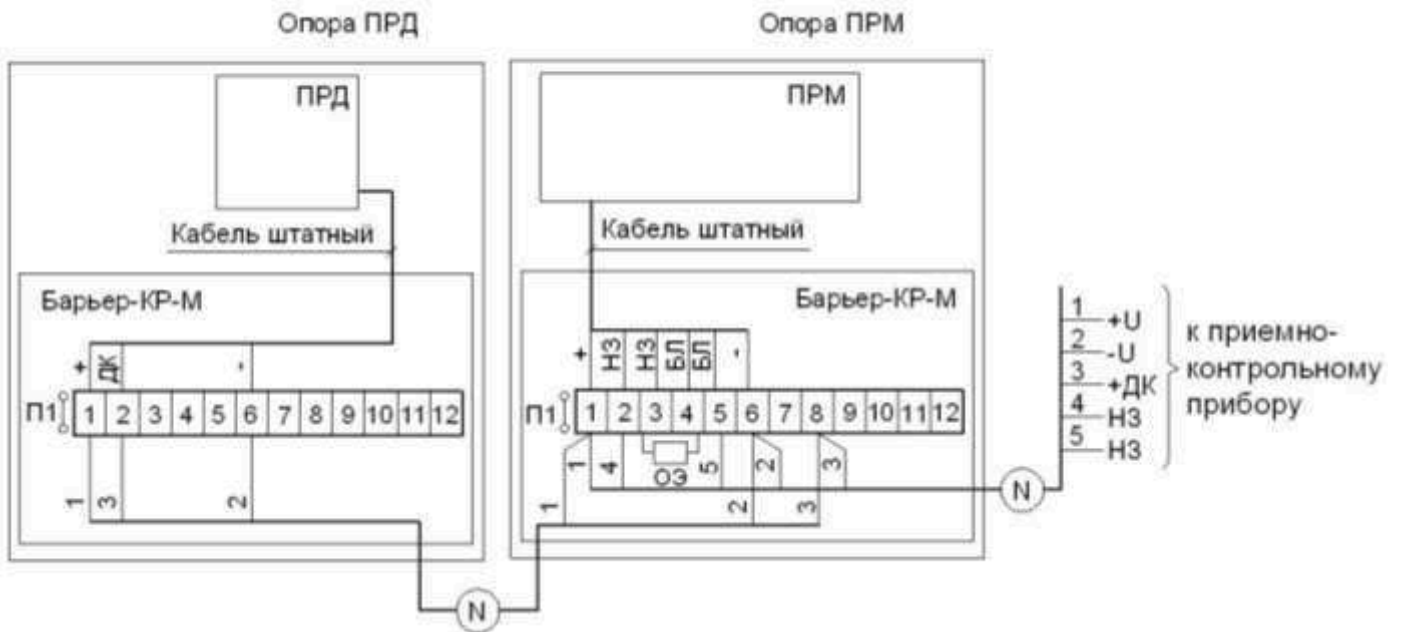 Опора ПРД
Опора ПРМ
ПРД
ПРМ
Кабель штатный
Кабель штатный
Барьер-КР-М
Барьер-КР-М
+ ДК -
+ НЗ НЗ БЛ БЛ -
П1 1 2 3 4 5 6 7 8 9 10 11 12
П1 1 2 3 4 5 6 7 8 9 10 11 12
1 3 2
1 4 ОЭ 5 2 3
1 2 3
N
N
1 +U
2 -U
3 +ДК
4 НЗ
5 НЗ
к приемно-
контрольному
прибору